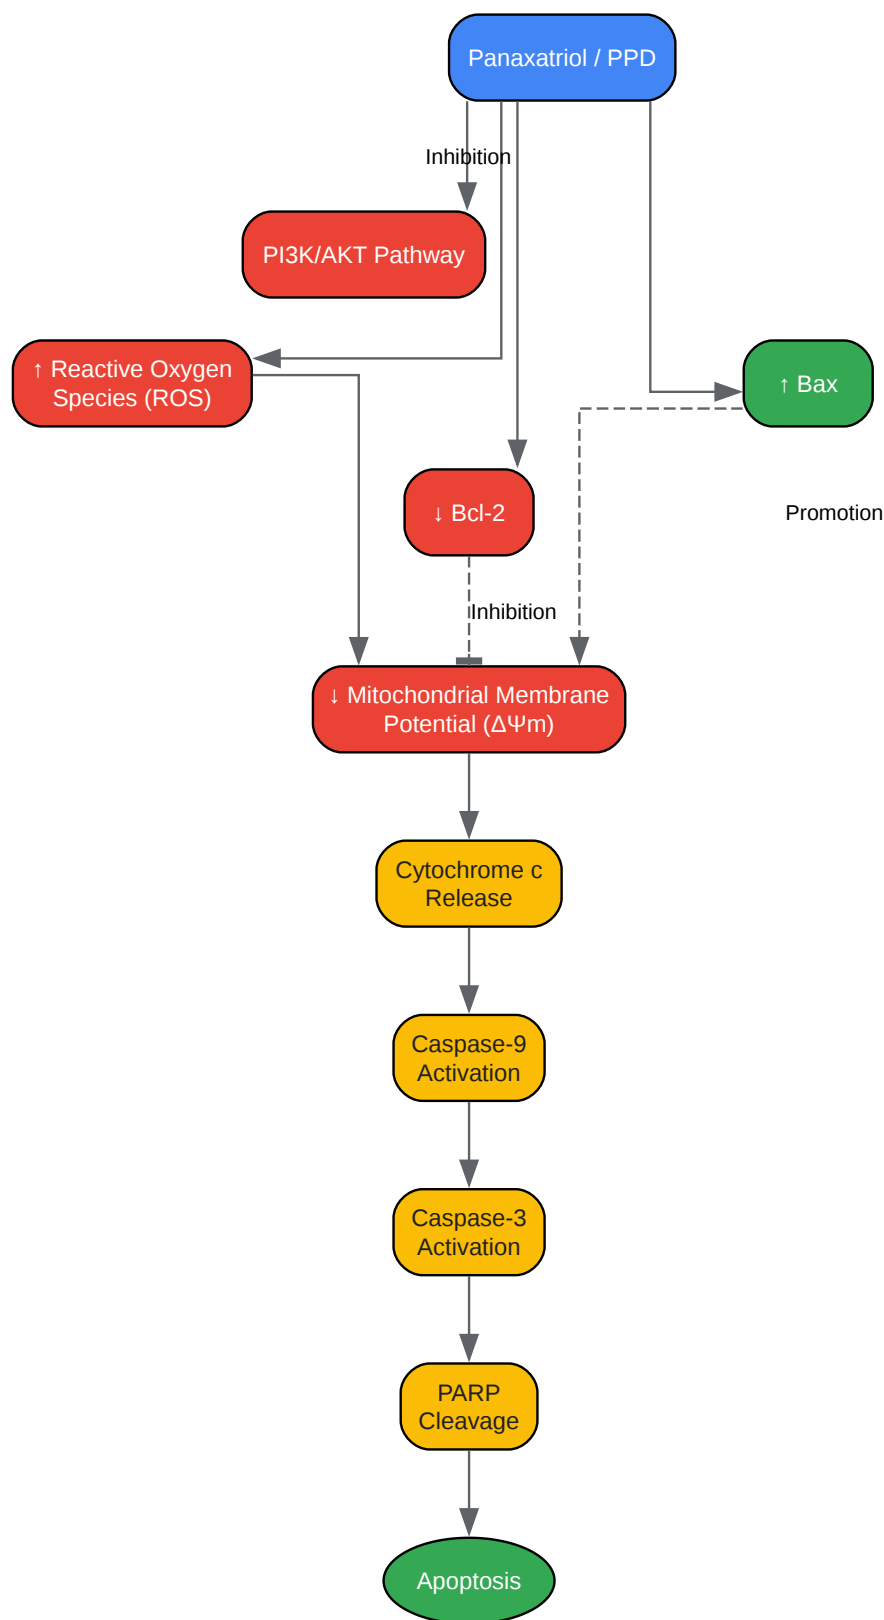 Panaxatriol / PPD
Inhibition
PI3K/AKT Pathway
↑ Reactive Oxygen
Species (ROS)
↑ Bax
↓ Bcl-2
Promotion
Inhibition
↓ Mitochondrial Membrane
Potential (ΔΨm)
Cytochrome c
Release
Caspase-9
Activation
Caspase-3
Activation
PARP
Cleavage
Apoptosis